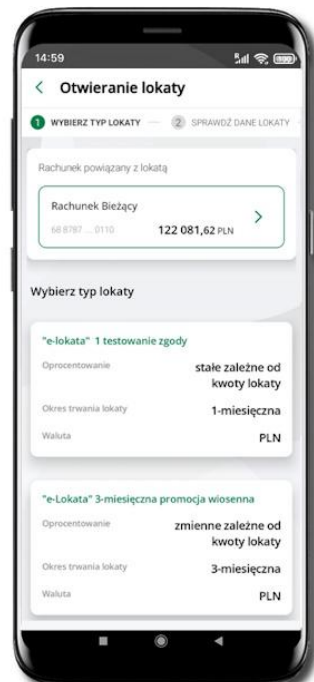 14:59
Otwieranie lokaty
1 WYBIERZ TYP LOKATY 2 SPRAWDŹ DANE LOKATY
Rachunek powiązany z lokatą
Rachunek Bieżący
68 8787 ... 0110 122 081,62 PLN
Wybierz typ lokaty
"e-lokata" 1 testowanie zgody
Oprocentowanie stałe zależne od
kwoty lokaty
Okres trwania lokaty 1-miesięczna
Waluta PLN
"e-Lokata" 3-miesięczna promocja wiosenna
Oprocentowanie zmienne zależne od
kwoty lokaty
Okres trwania lokaty 3-miesięczna
Waluta PLN